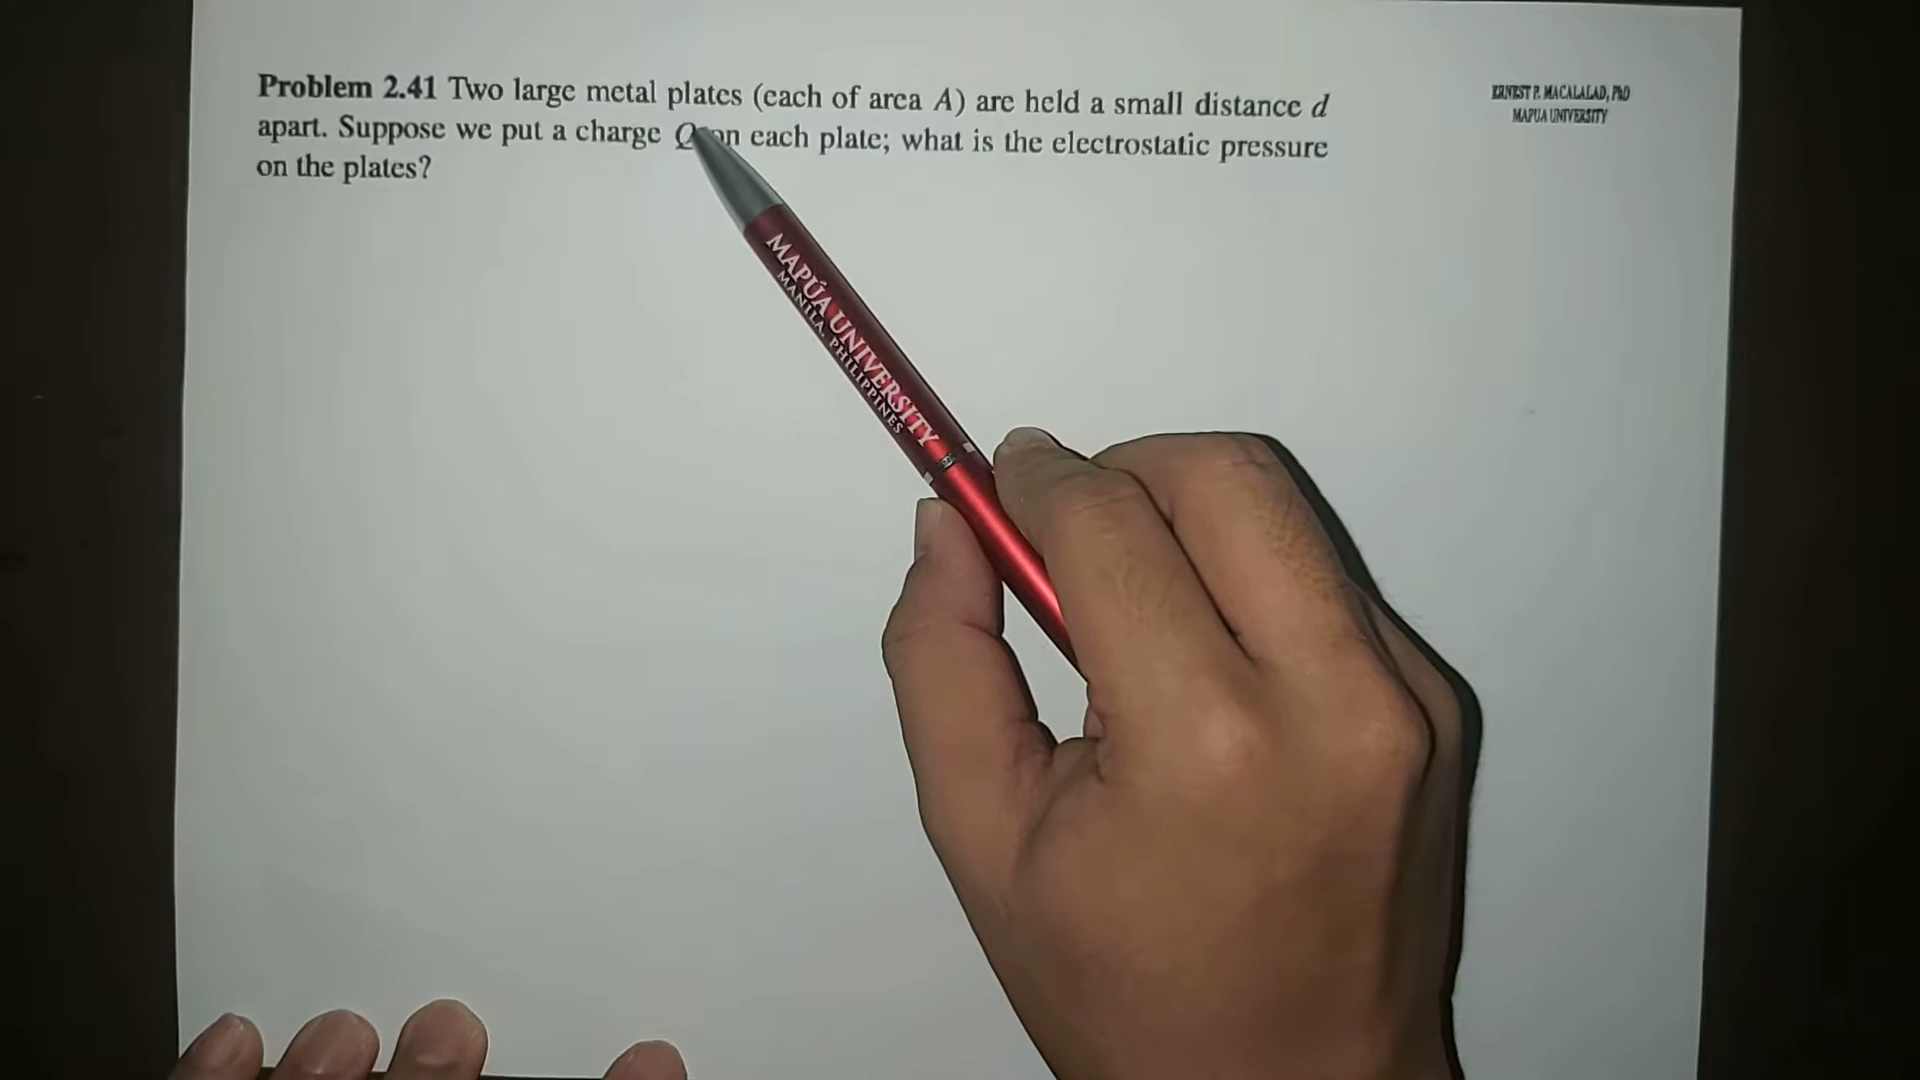 Problem 2.41 Two large metal plates (each of area A) are held a small distance d
apart. Suppose we put a charge Q on each plate; what is the electrostatic pressure
on the plates?
ERNEST P. MACALALAD, PhD
MAPUA UNIVERSITY
MAPÚA UNIVERSITY
MANILA, PHILIPPINES